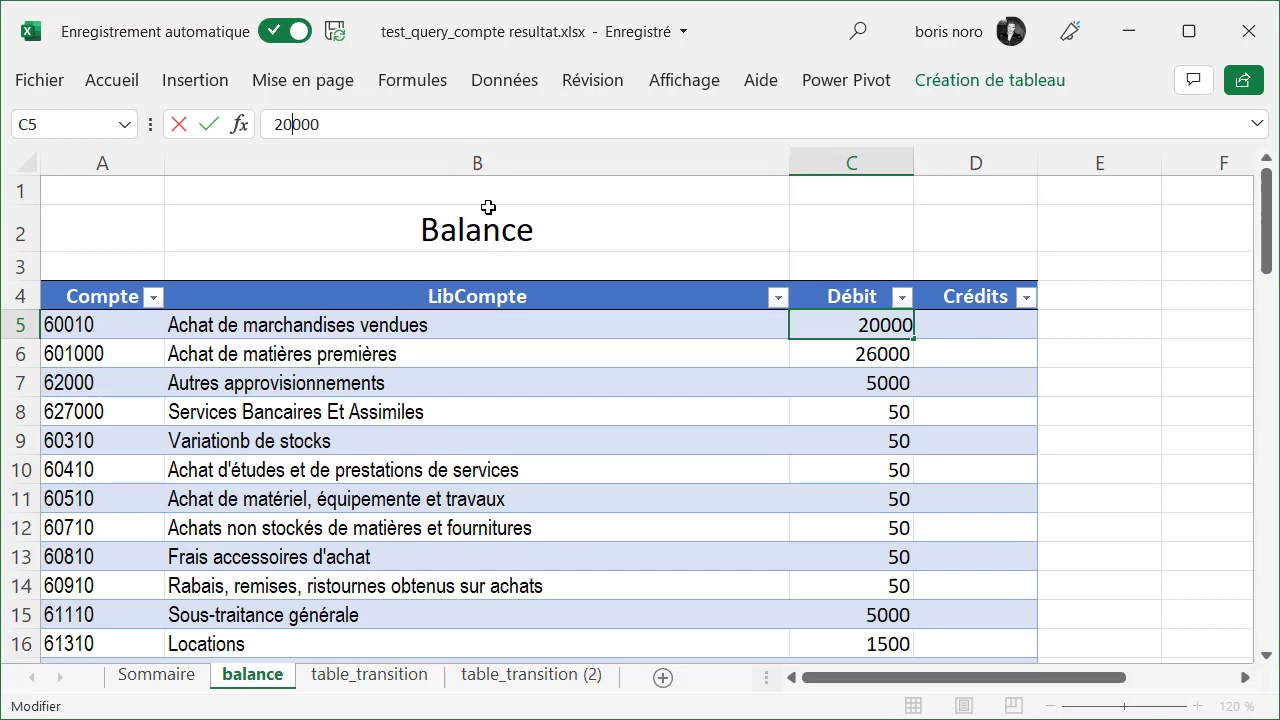 Enregistrement automatique test_query_compte resultat.xlsx - Enregistré boris noro
Fichier Accueil Insertion Mise en page Formules Données Révision Affichage Aide Power Pivot Création de tableau
C5 fx 20000
A B C D E F
1
2 Balance
3
4 Compte LibCompte Débit Crédits
5 60010 Achat de marchandises vendues 20000
6 601000 Achat de matières premières 26000
7 62000 Autres approvisionnements 5000
8 627000 Services Bancaires Et Assimiles 50
9 60310 Variationb de stocks 50
10 60410 Achat d'études et de prestations de services 50
11 60510 Achat de matériel, équipemente et travaux 50
12 60710 Achats non stockés de matières et fournitures 50
13 60810 Frais accessoires d'achat 50
14 60910 Rabais, remises, ristournes obtenus sur achats 50
15 61110 Sous-traitance générale 5000
16 61310 Locations 1500
Sommaire balance table_transition table_transition (2)
Modifier 120 %